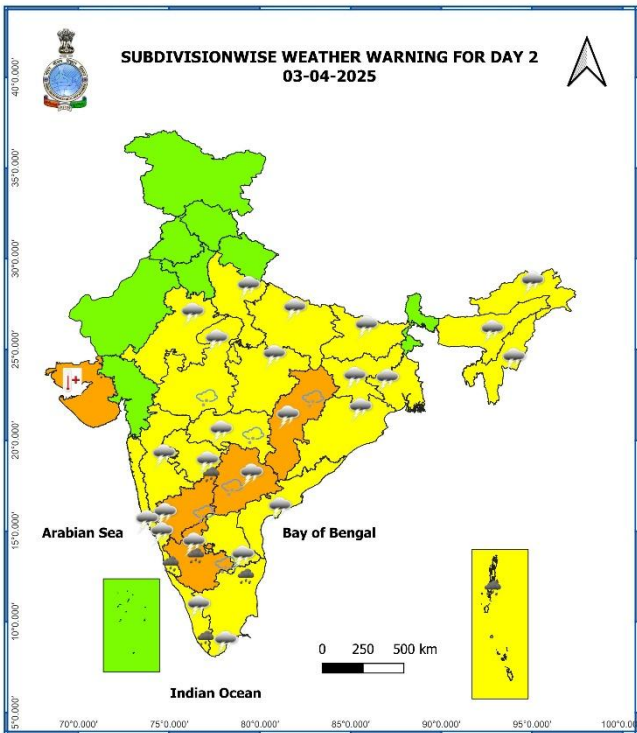 SUBDIVISIONWISE WEATHER WARNING FOR DAY 2
03-04-2025
40°0.000'
35°0.000'
30°0.000'
25°0.000'
20°0.000'
15°0.000'
10°0.000'
5°0.000'
Arabian Sea
Bay of Bengal
0 250 500 km
Indian Ocean
70°0.000' 75°0.000' 80°0.000' 85°0.000' 90°0.000' 95°0.000' 100°0.000'